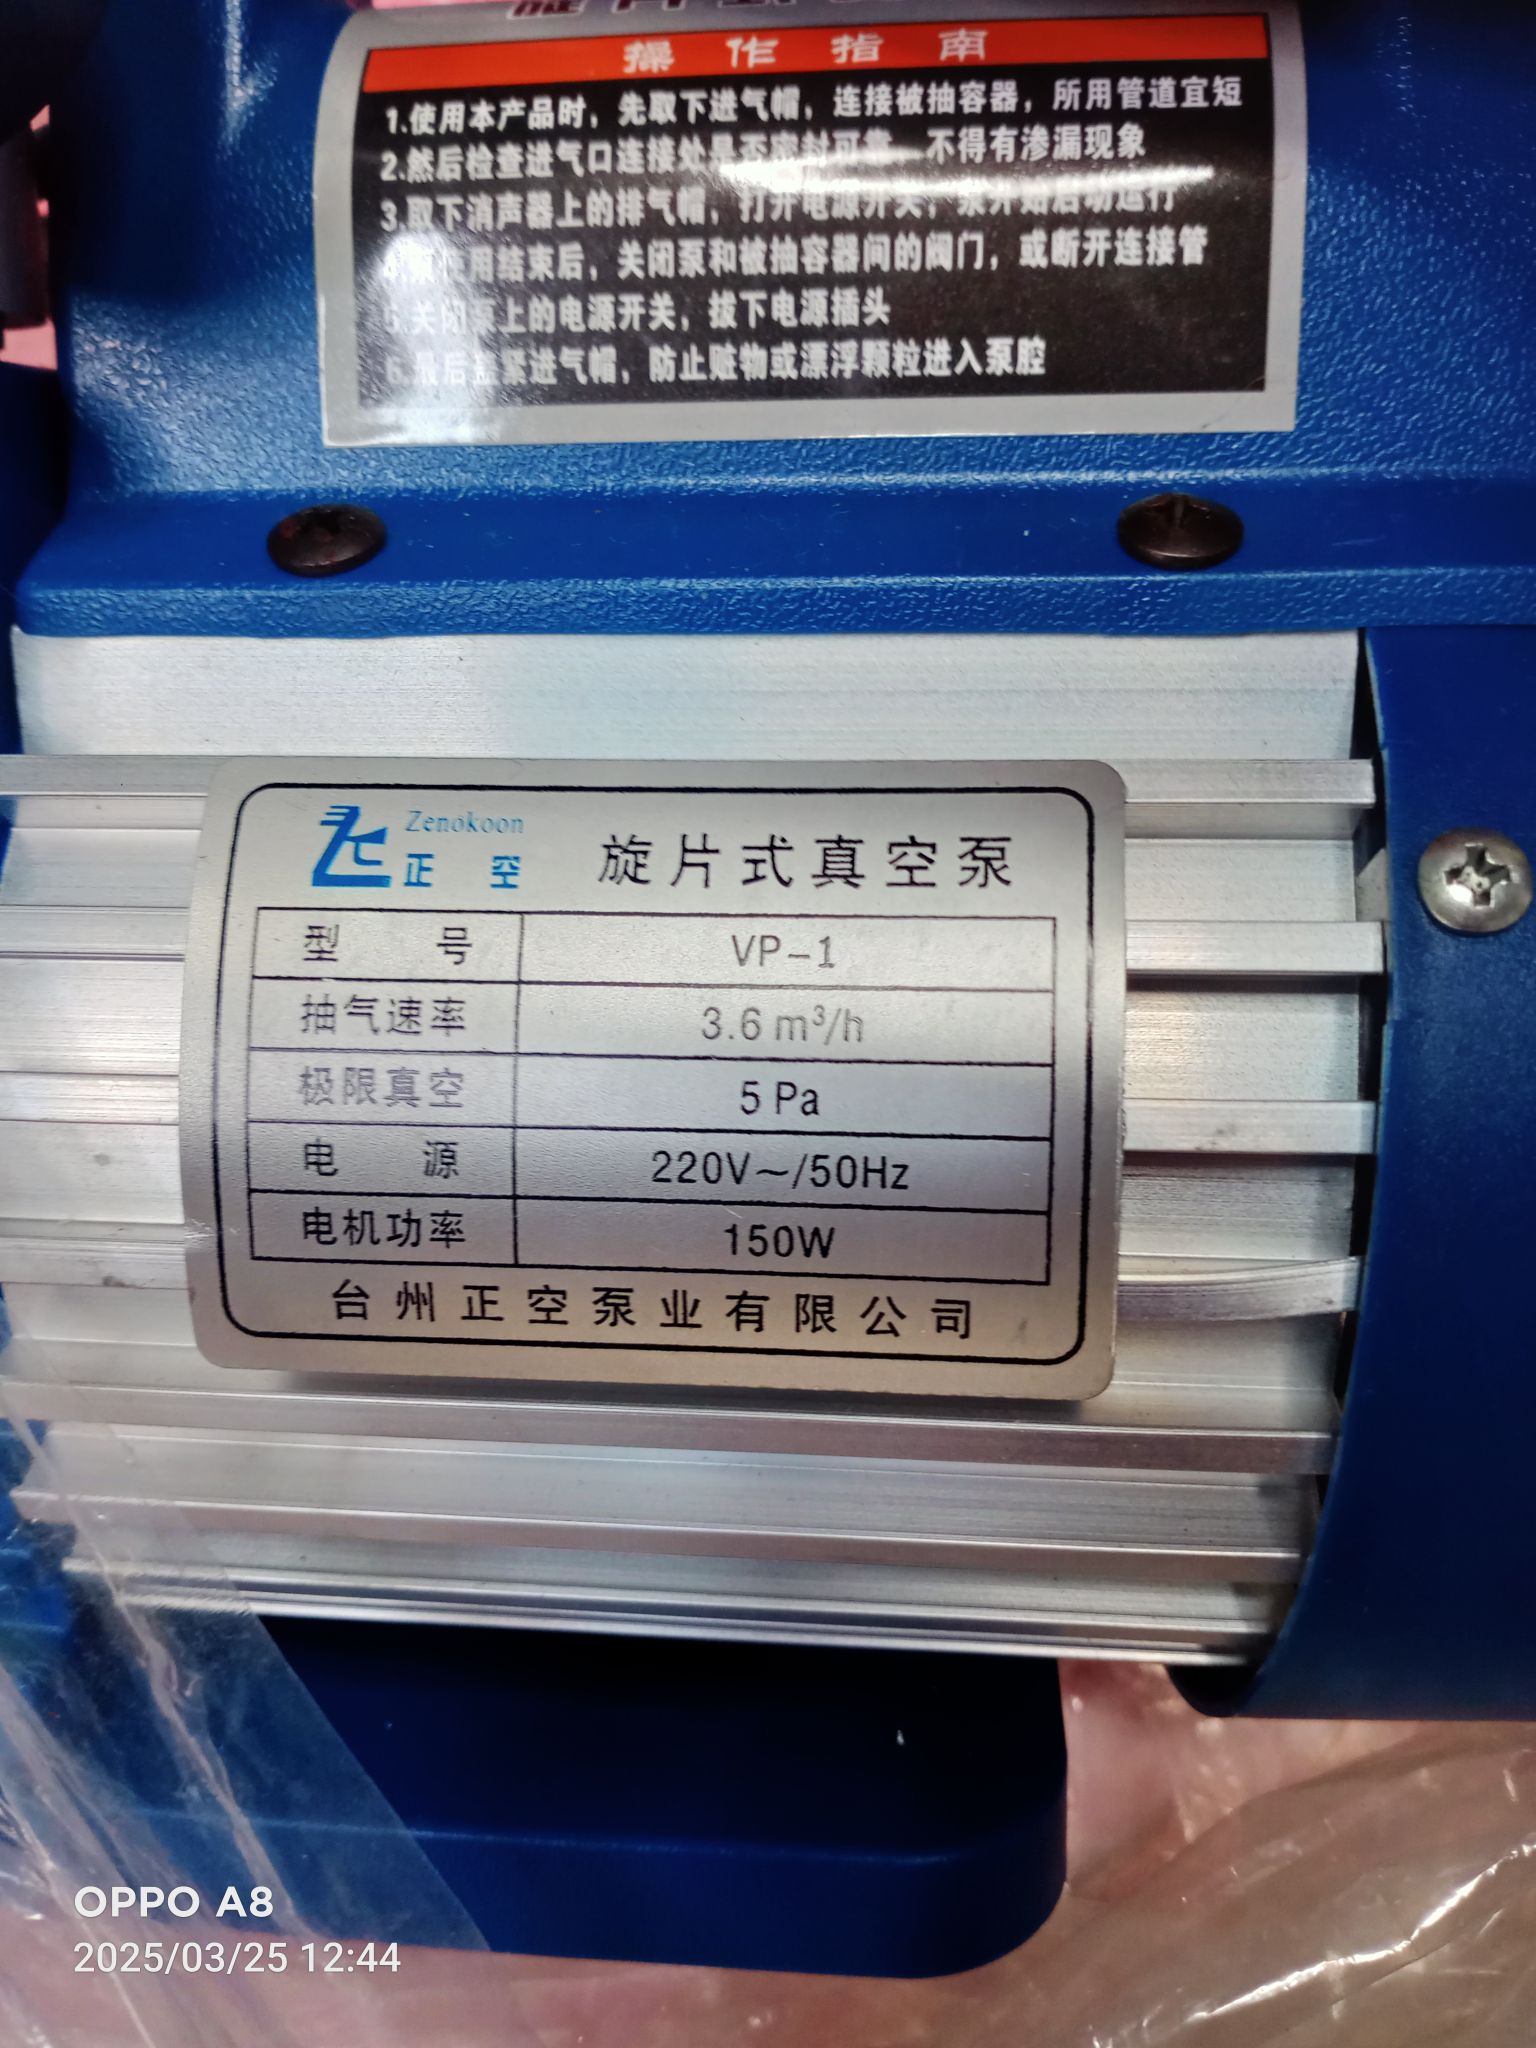 操作指南
1.使用本产品时，先取下进气帽，连接被抽容器，所用管道宜短
2.然后检查进气口连接处是否密封可靠，不得有渗漏现象
3.取下消声器上的排气帽，打开电源开关，泵开始启动运行
用结束后，关闭泵和被抽容器间的阀门，或断开连接管
5.关闭泵上的电源开关，拔下电源插头
6.最后盖紧进气帽，防止赃物或漂浮颗粒进入泵腔
Zenokoon
正空
旋片式真空泵
型号 VP-1
抽气速率 3.6 m³/h
极限真空 5 Pa
电源 220V~/50Hz
电机功率 150W
台州正空泵业有限公司
OPPO A8
2025/03/25 12:44